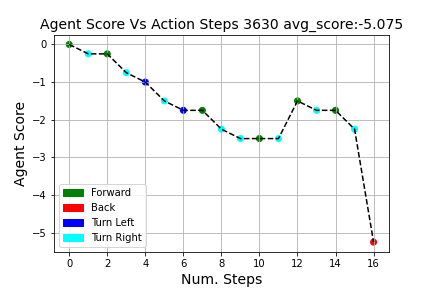 Agent Score Vs Action Steps 3630 avg_score:-5.075
Agent Score
0
−1
−2
−3
−4
−5
Forward
Back
Turn Left
Turn Right
0 2 4 6 8 10 12 14 16
Num. Steps